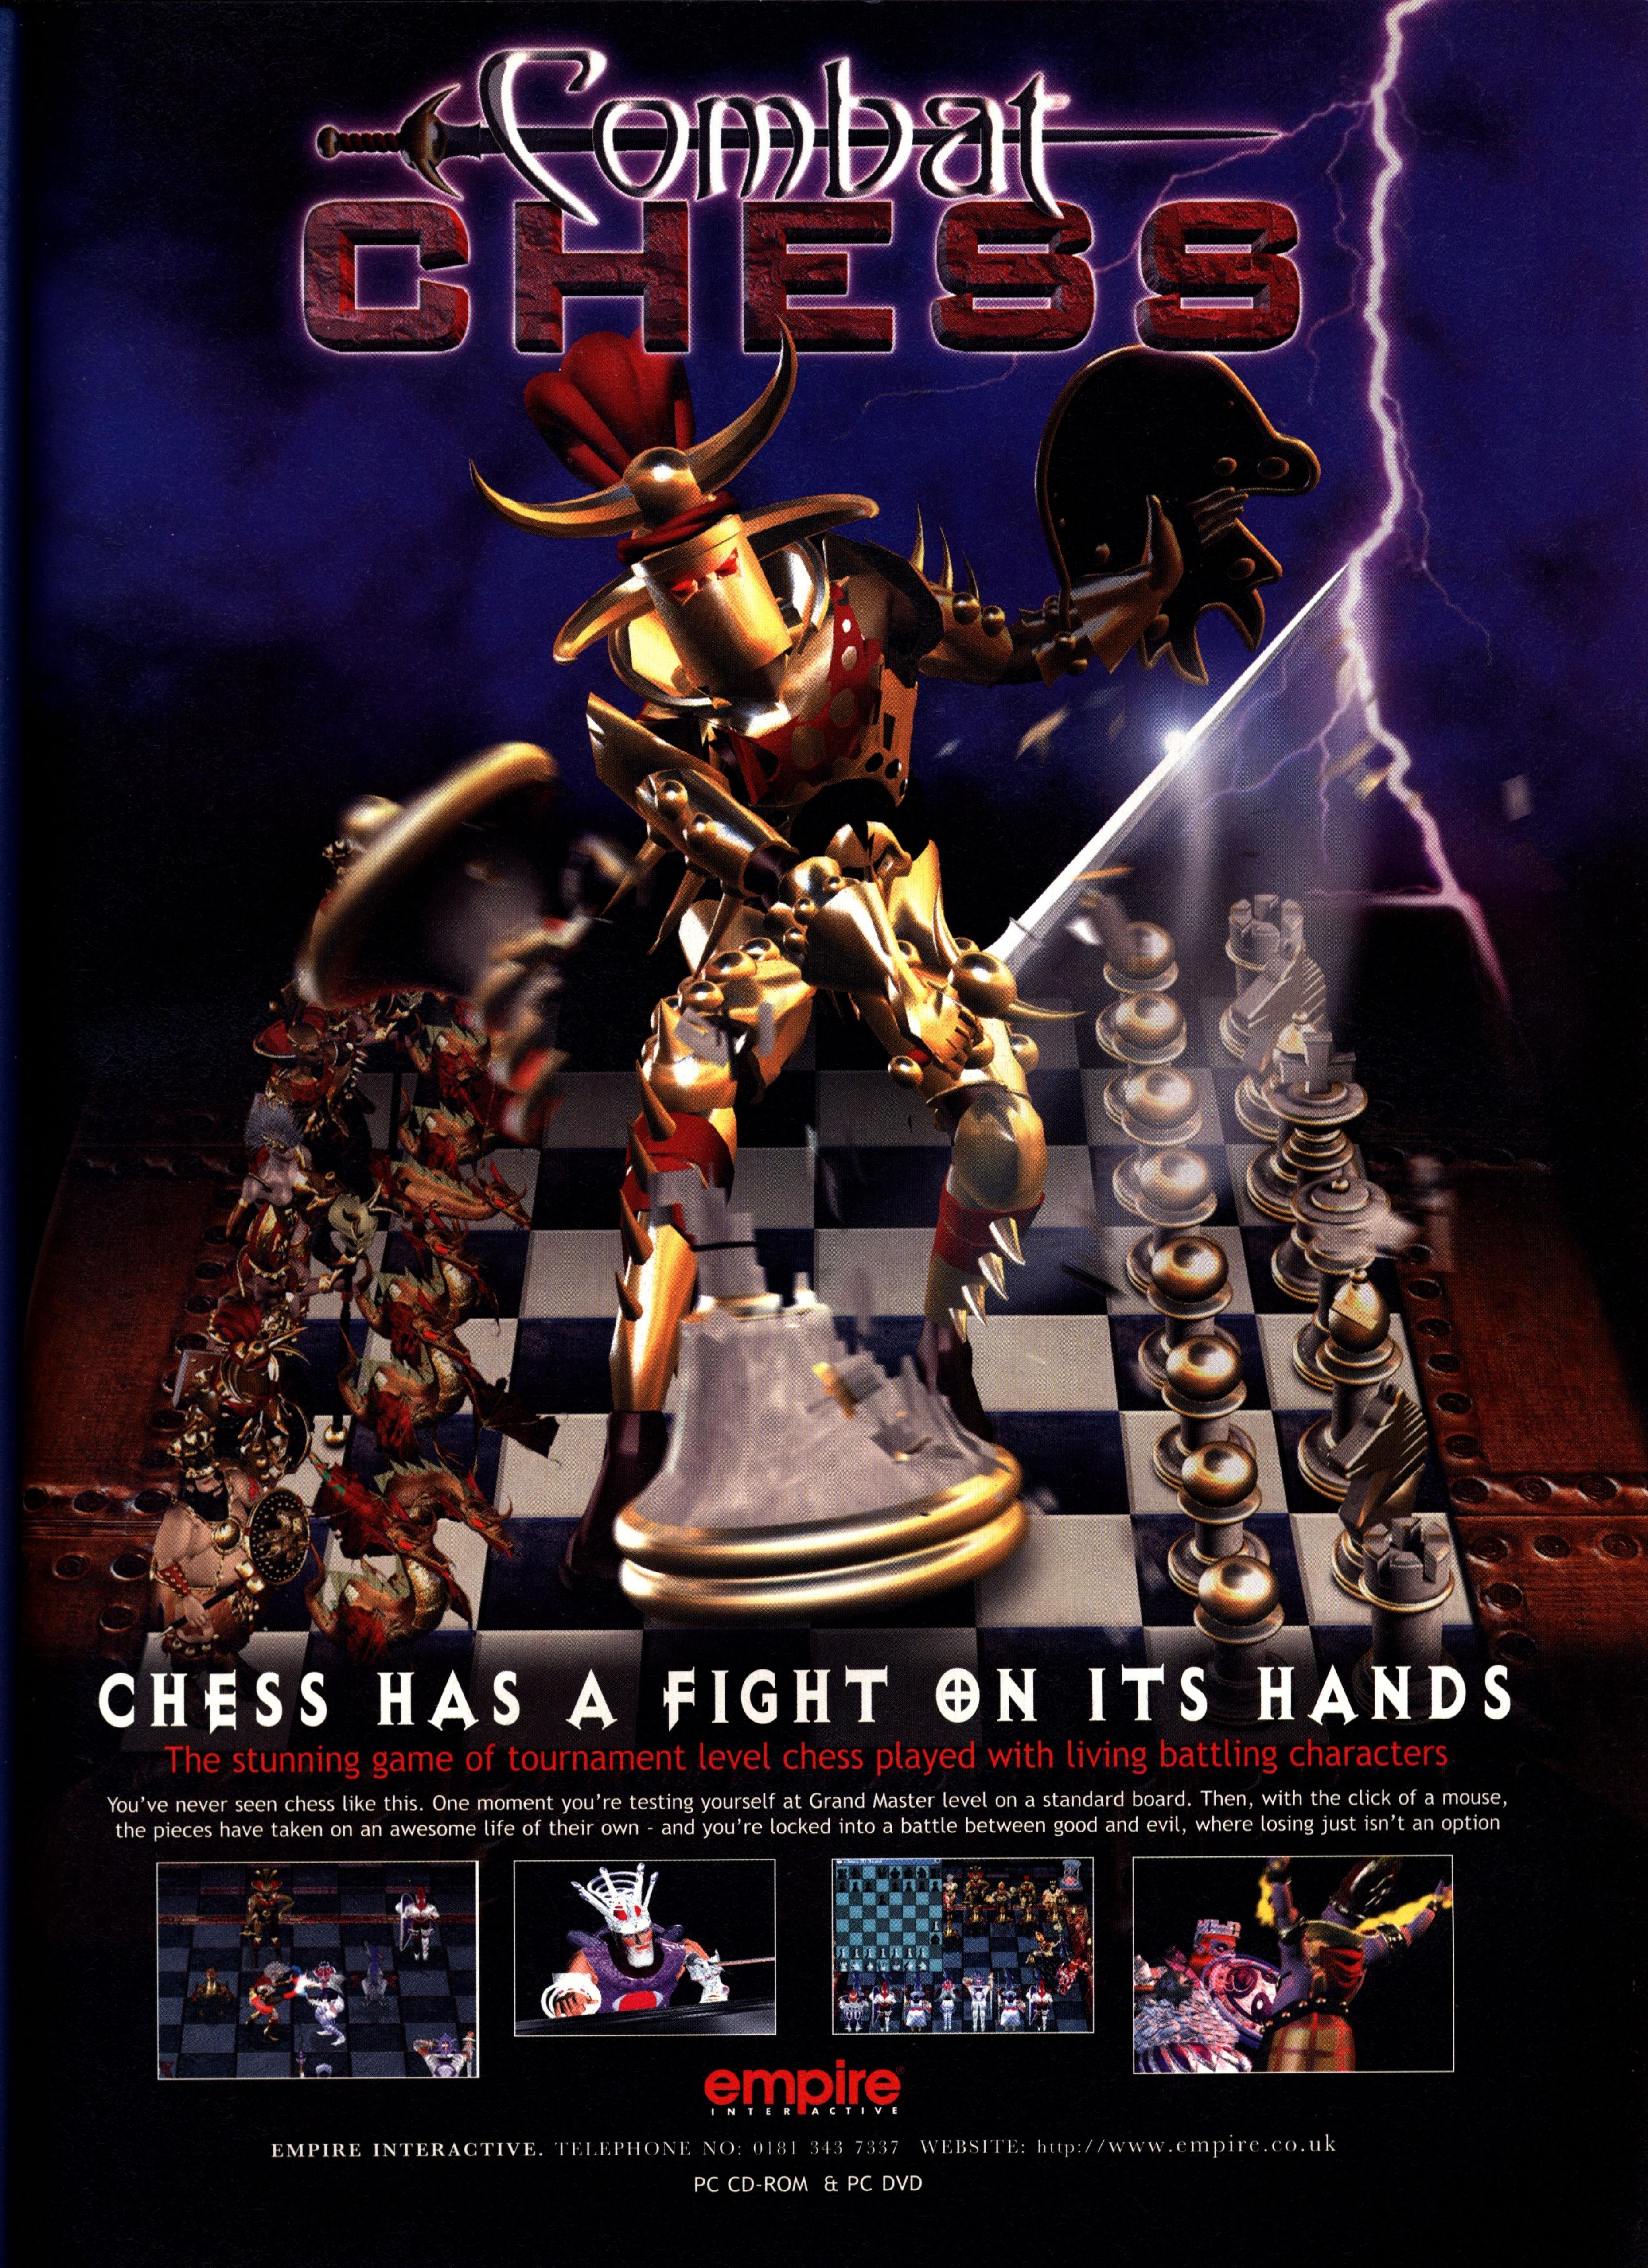 Combat
CHESS
CHESS HAS A FIGHT ON ITS HANDS
The stunning game of tournament level chess played with living battling characters
You've never seen chess like this. One moment you're testing yourself at Grand Master level on a standard board. Then, with the click of a mouse,
the pieces have taken on an awesome life of their own - and you're locked into a battle between good and evil, where losing just isn't an option
empire®
INTERACTIVE
EMPIRE INTERACTIVE. TELEPHONE NO: 0181 343 7337 WEBSITE: http://www.empire.co.uk
PC CD-ROM & PC DVD